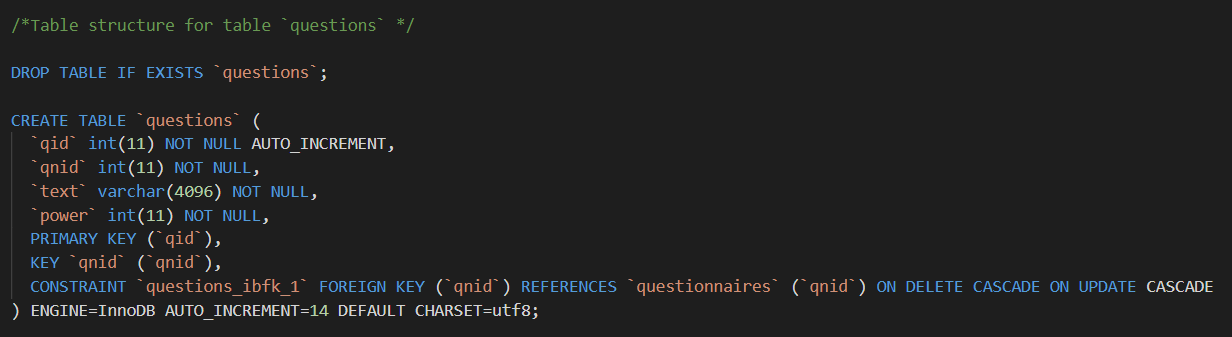 /*Table structure for table `questions` */
DROP TABLE IF EXISTS `questions`;
CREATE TABLE `questions` (
`qid` int(11) NOT NULL AUTO_INCREMENT,
`qnid` int(11) NOT NULL,
`text` varchar(4096) NOT NULL,
`power` int(11) NOT NULL,
PRIMARY KEY (`qid`),
KEY `qnid` (`qnid`),
CONSTRAINT `questions_ibfk_1` FOREIGN KEY (`qnid`) REFERENCES `questionnaires` (`qnid`) ON DELETE CASCADE ON UPDATE CASCADE
) ENGINE=InnoDB AUTO_INCREMENT=14 DEFAULT CHARSET=utf8;